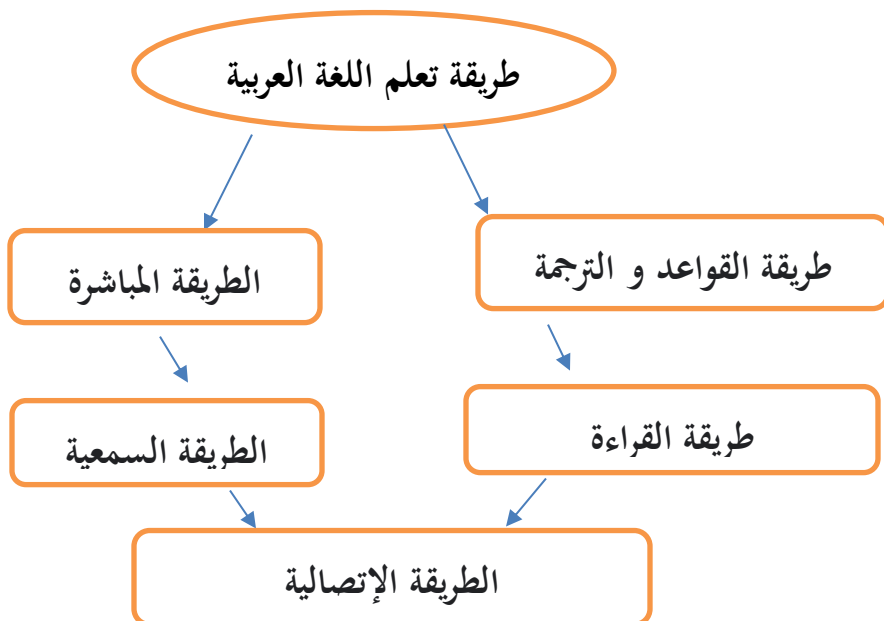 طريقة تعلم اللغة العربية
طريقة القواعد و الترجمة
الطريقة المباشرة
طريقة القراءة
الطريقة السمعية
الطريقة الإتصالية